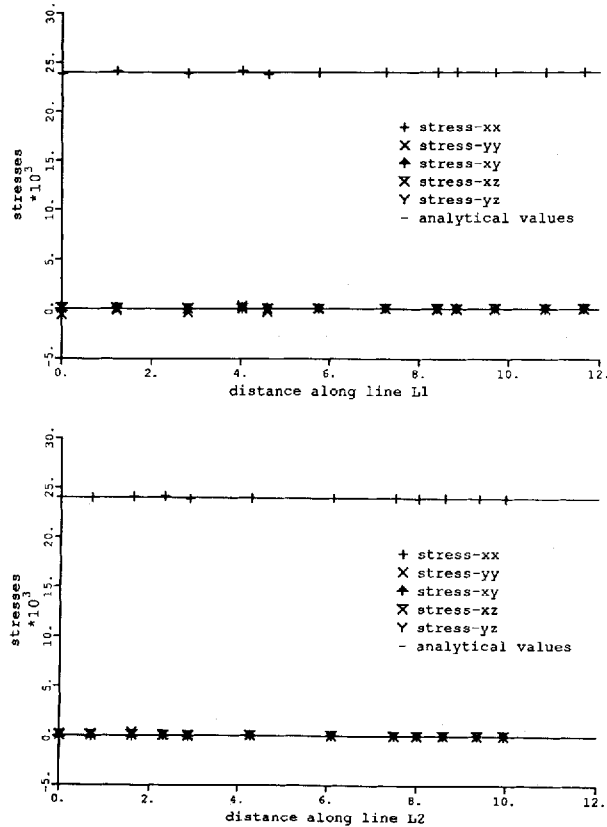 30.
25.
20.
15.
10.
5.
0.
-5.
stresses
*10³
+ stress-xx
× stress-yy
stress-xy
stress-xz
Y stress-yz
- analytical values
0. 2. 4. 6. 8. 10. 12.
distance along line L1
30.
25.
20.
15.
10.
5.
0.
-5.
stresses
*10³
+ stress-xx
× stress-yy
stress-xy
stress-xz
Y stress-yz
- analytical values
0. 2. 4. 6. 8. 10. 12.
distance along line L2